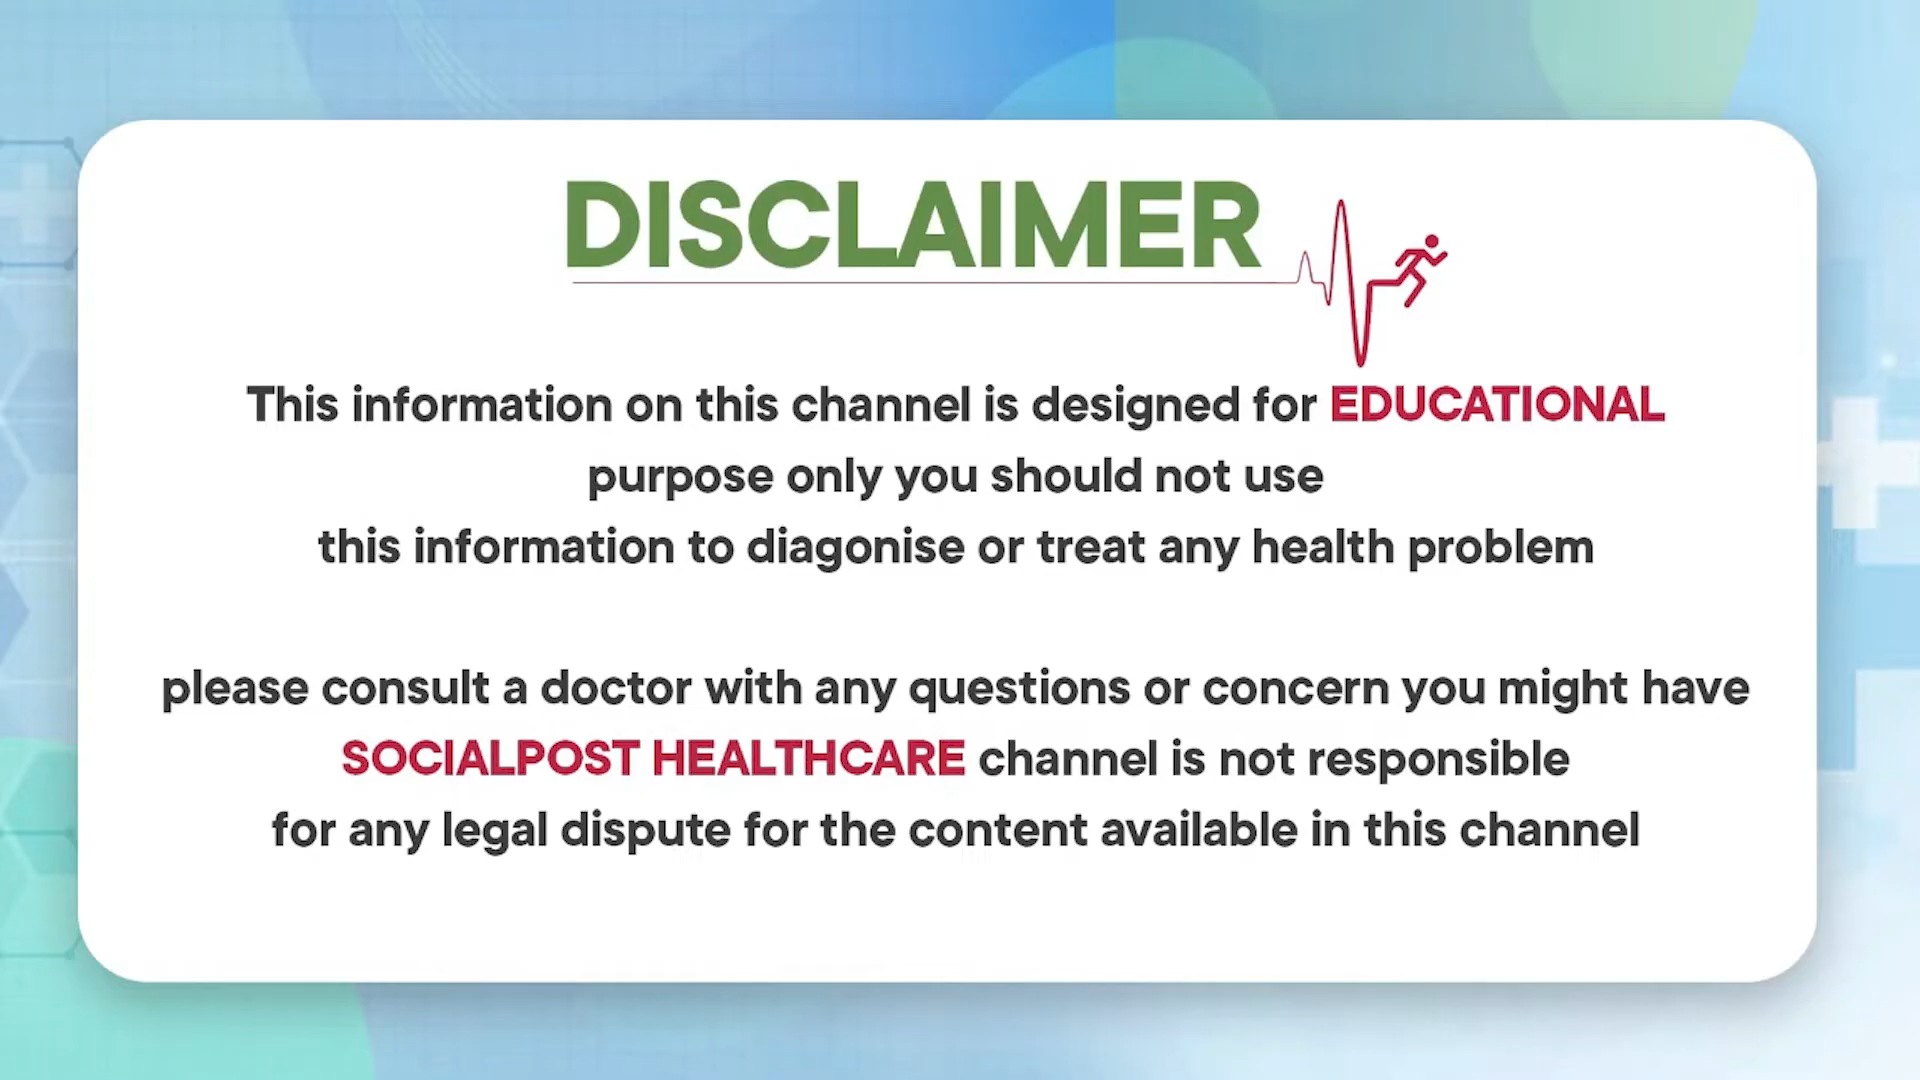 DISCLAIMER
This information on this channel is designed for EDUCATIONAL
purpose only you should not use
this information to diagonise or treat any health problem
please consult a doctor with any questions or concern you might have
SOCIALPOST HEALTHCARE channel is not responsible
for any legal dispute for the content available in this channel